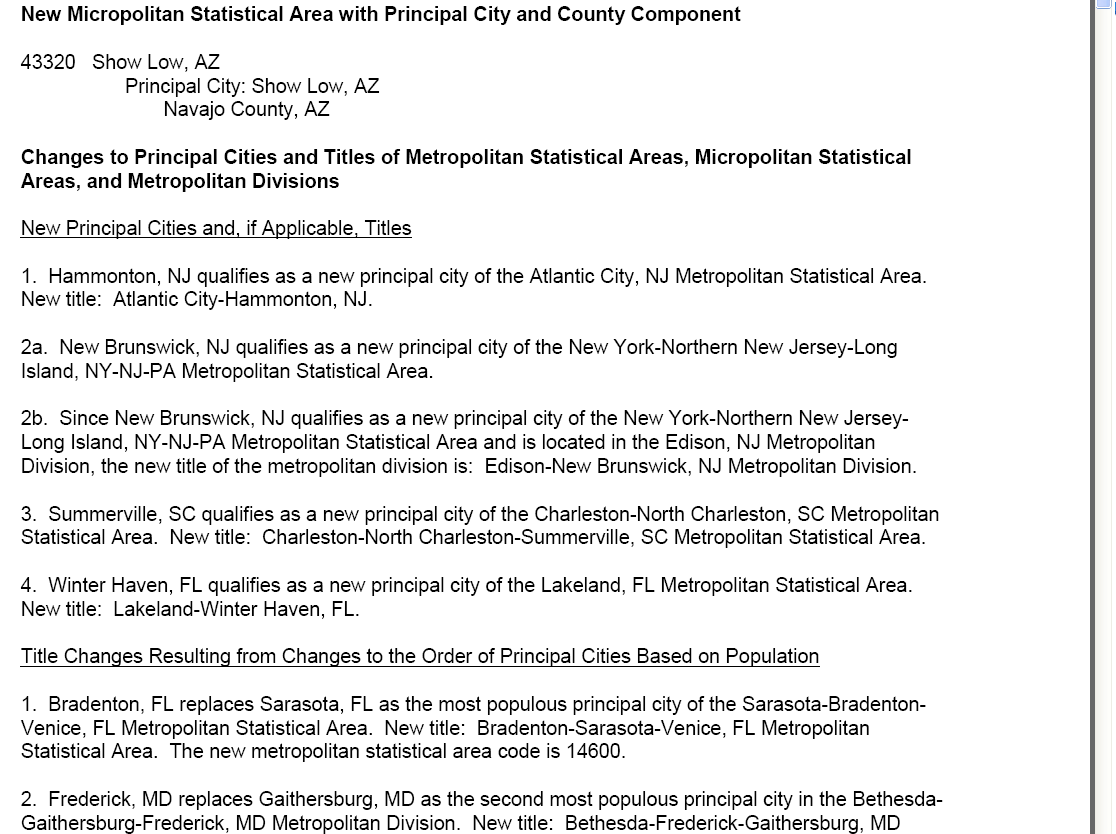 New Micropolitan Statistical Area with Principal City and County Component
43320 Show Low, AZ
Principal City: Show Low, AZ
Navajo County, AZ
Changes to Principal Cities and Titles of Metropolitan Statistical Areas, Micropolitan Statistical
Areas, and Metropolitan Divisions
New Principal Cities and, if Applicable, Titles
1. Hammonton, NJ qualifies as a new principal city of the Atlantic City, NJ Metropolitan Statistical Area.
New title: Atlantic City-Hammonton, NJ.
2a. New Brunswick, NJ qualifies as a new principal city of the New York-Northern New Jersey-Long
Island, NY-NJ-PA Metropolitan Statistical Area.
2b. Since New Brunswick, NJ qualifies as a new principal city of the New York-Northern New Jersey-
Long Island, NY-NJ-PA Metropolitan Statistical Area and is located in the Edison, NJ Metropolitan
Division, the new title of the metropolitan division is: Edison-New Brunswick, NJ Metropolitan Division.
3. Summerville, SC qualifies as a new principal city of the Charleston-North Charleston, SC Metropolitan
Statistical Area. New title: Charleston-North Charleston-Summerville, SC Metropolitan Statistical Area.
4. Winter Haven, FL qualifies as a new principal city of the Lakeland, FL Metropolitan Statistical Area.
New title: Lakeland-Winter Haven, FL.
Title Changes Resulting from Changes to the Order of Principal Cities Based on Population
1. Bradenton, FL replaces Sarasota, FL as the most populous principal city of the Sarasota-Bradenton-
Venice, FL Metropolitan Statistical Area. New title: Bradenton-Sarasota-Venice, FL Metropolitan
Statistical Area. The new metropolitan statistical area code is 14600.
2. Frederick, MD replaces Gaithersburg, MD as the second most populous principal city in the Bethesda-
Gaithersburg-Frederick, MD Metropolitan Division. New title: Bethesda-Frederick-Gaithersburg, MD